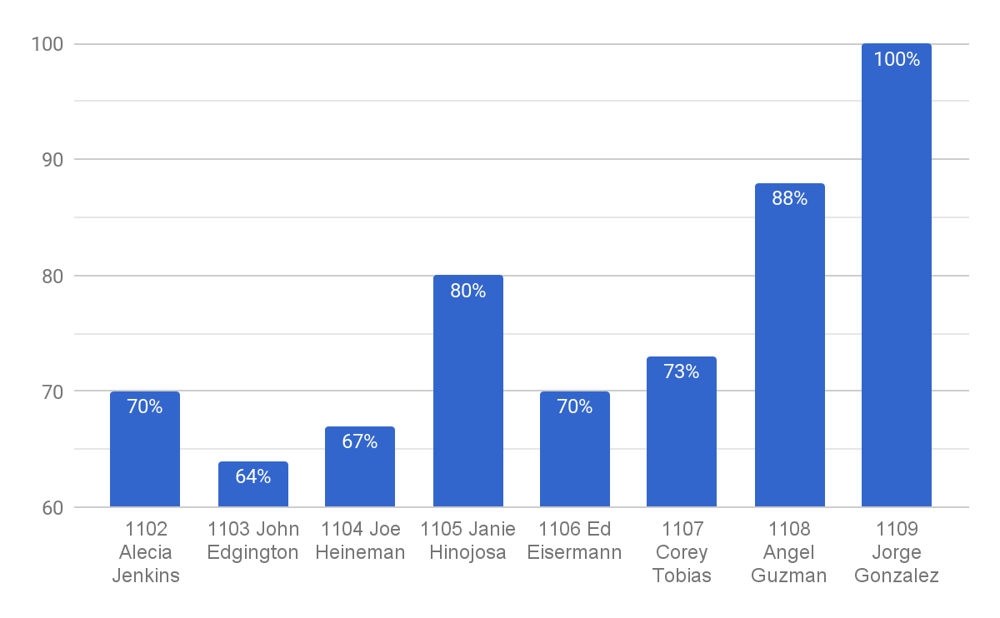 100
90
80
70
60
70%
64%
67%
80%
70%
73%
88%
100%
1102
Alecia
Jenkins
1103 John
Edgington
1104 Joe
Heineman
1105 Janie
Hinojosa
1106 Ed
Eisermann
1107
Corey
Tobias
1108
Angel
Guzman
1109
Jorge
Gonzalez